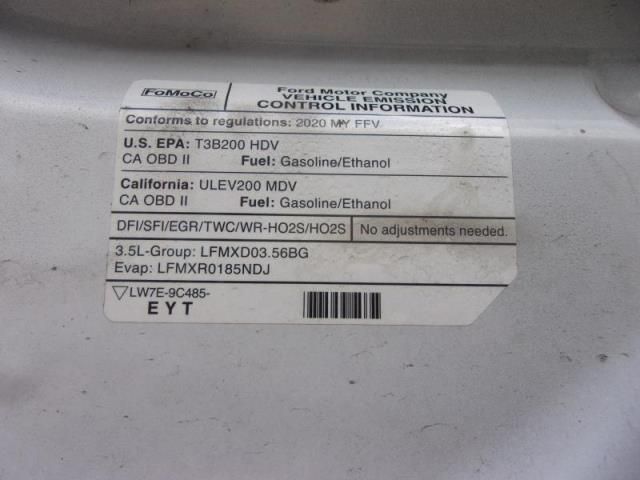 FoMoCo
Ford Motor Company
VEHICLE EMISSION
CONTROL INFORMATION
Conforms to regulations: 2020 MY FFV
U.S. EPA: T3B200 HDV
CA OBD II Fuel: Gasoline/Ethanol
California: ULEV200 MDV
CA OBD II Fuel: Gasoline/Ethanol
DFI/SFI/EGR/TWC/WR-HO2S/HO2S No adjustments needed.
3.5L-Group: LFMXD03.56BG
Evap: LFMXR0185NDJ
LW7E-9C485-
EYT